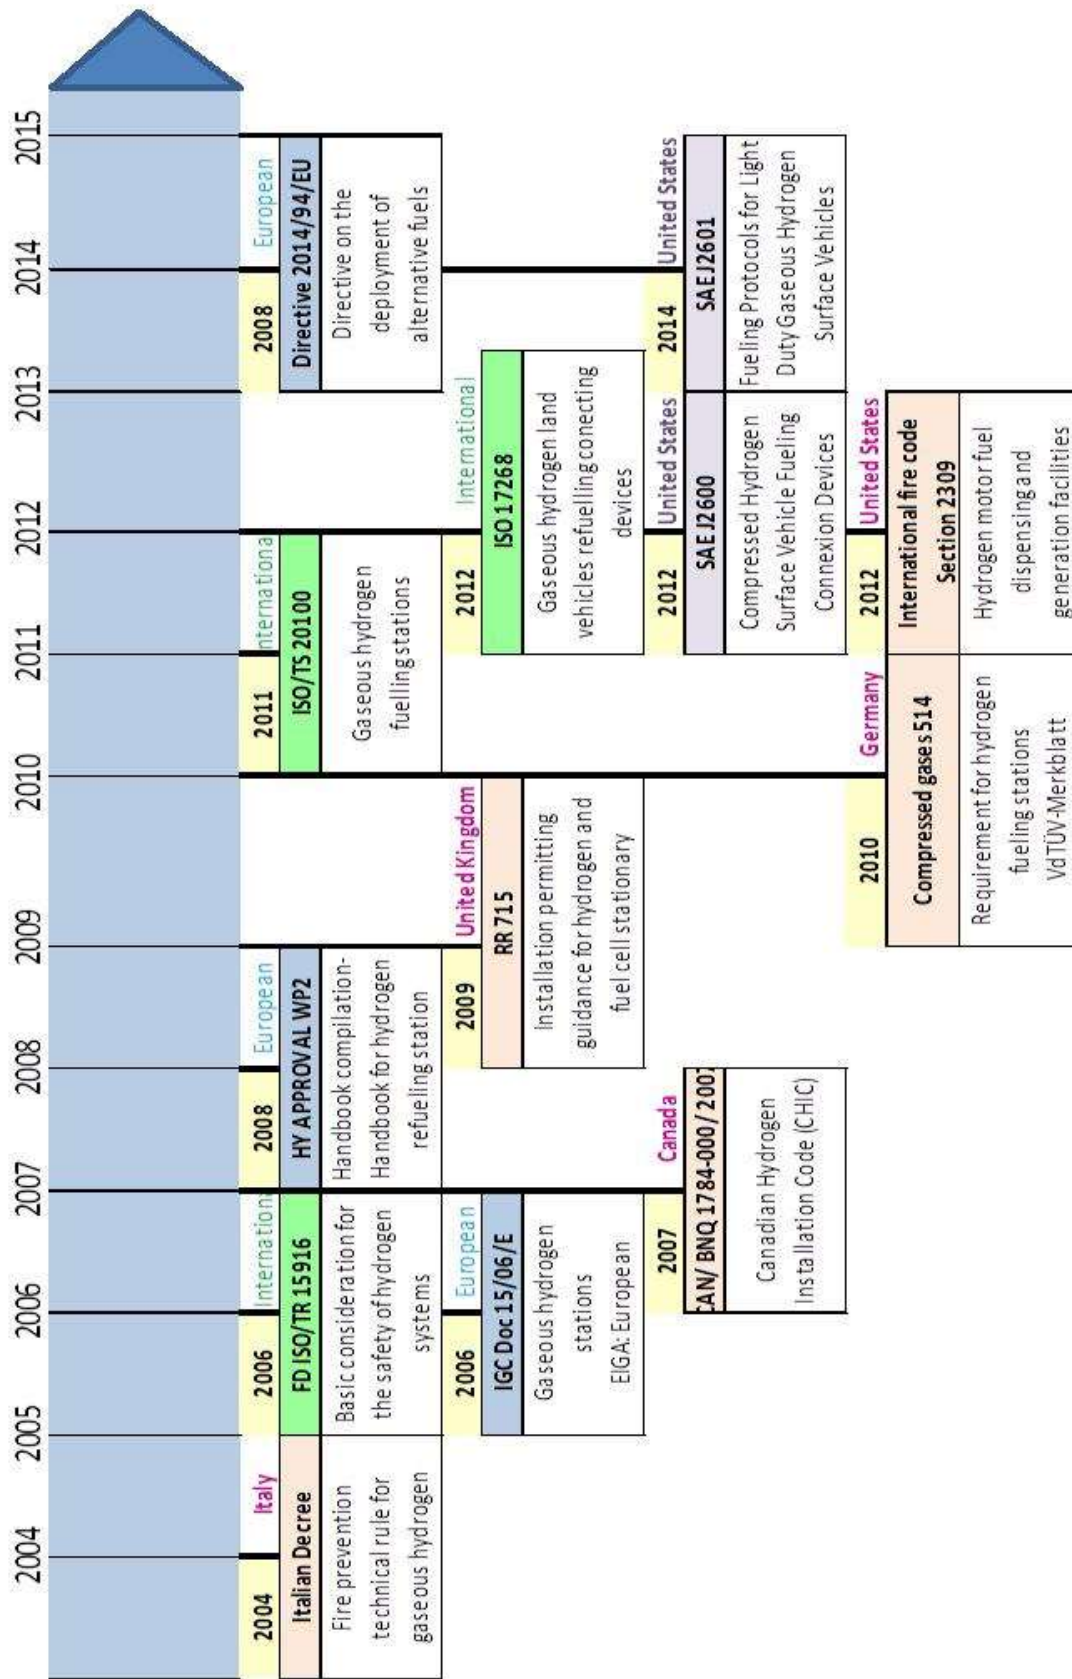 2004 2005 2006 2007 2008 2009 2010 2011 2012 2013 2014 2015
2004 Italy
Italian Decree
Fire prevention
technical rule for
gaseous hydrogen
2006 Internationa
FD ISO/TR 15916
Basic consideration for
the safety of hydrogen
systems
2008 European
HY APPROVAL WP2
Handbook compilation-
Handbook for hydrogen
refueling station
2011 nternationa
ISO/TS 20100
Gaseous hydrogen
fuelling stations
2008 European
Directive 2014/94/EU
Directive on the
deployment of
alternative fuels
2006 European
IGC Doc 15/06/E
Gaseous hydrogen
stations
EIGA: European
2009 United Kingdom
RR 715
Installation permitting
guidance for hydrogen and
fuel cell stationary
2012 International
ISO 17268
Gaseous hydrogen land
vehicles refuelling conecting
devices
2007 Canada
CAN/ BNQ 1784-000/ 2007
Canadian Hydrogen
Installation Code (CHIC)
2012 United States
SAE J2600
Compressed Hydrogen
Surface Vehicle Fueling
Connexion Devices
2014 United States
SAE J2601
Fueling Protocols for Light
Duty Gaseous Hydrogen
Surface Vehicles
2010 Germany
Compressed gases 514
Requirement for hydrogen
fueling stations
VdTÜV-Merkblatt
2012 United States
International fire code
Section 2309
Hydrogen motor fuel
dispensing and
generation facilities